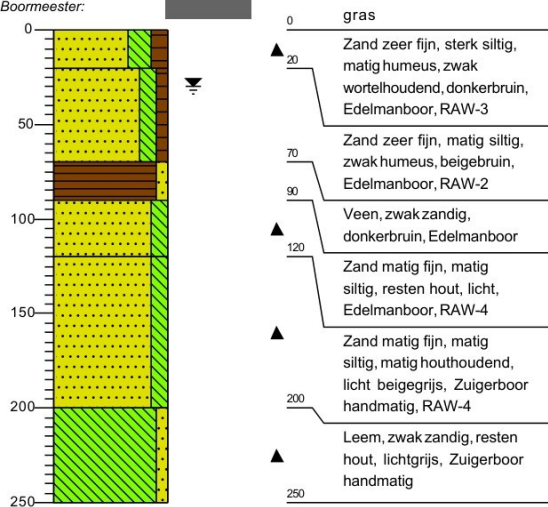 Boormeester:
0
50
100
150
200
250
0
gras
20
Zand zeer fijn, sterk siltig,
matig humeus, zwak
wortelhoudend, donkerbruin,
Edelmanboor, RAW-3
70
Zand zeer fijn, matig siltig,
zwak humeus, beigebruin,
Edelmanboor, RAW-2
90
Veen, zwak zandig,
donkerbruin, Edelmanboor
120
Zand matig fijn, matig
siltig, resten hout, licht,
Edelmanboor, RAW-4
Zand matig fijn, matig
siltig, matig houthoudend,
licht beigegrijs, Zuigerboor
handmatig, RAW-4
200
Leem, zwak zandig, resten
hout, lichtgrijs, Zuigerboor
handmatig
250